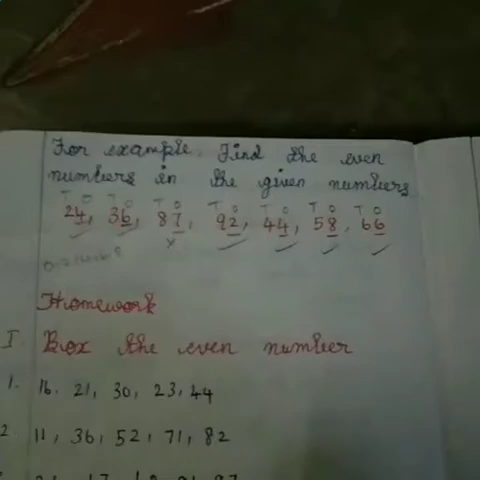 For example. Find the even
numbers in the given numbers
T O T O T O T O T O T O T O
24, 36, 87, 92, 44, 58, 66
Homework
I Box the even number
1. 16. 21, 30, 23, 44
2. 11, 36, 52, 71, 82